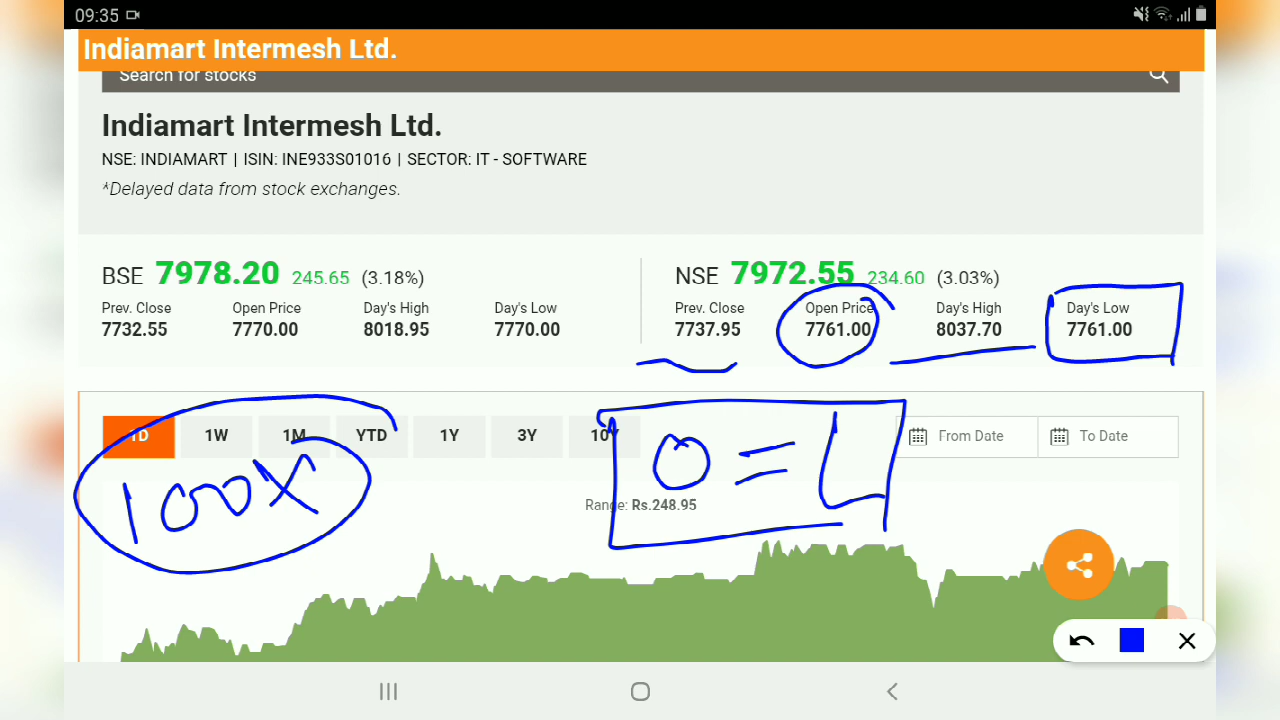 09:35
Indiamart Intermesh Ltd.
Search for stocks
Indiamart Intermesh Ltd.
NSE: INDIAMART | ISIN: INE933S01016 | SECTOR: IT - SOFTWARE
*Delayed data from stock exchanges.
BSE 7978.20 245.65 (3.18%)
Prev. Close Open Price Day's High Day's Low
7732.55 7770.00 8018.95 7770.00
NSE 7972.55 234.60 (3.03%)
Prev. Close Open Price Day's High Day's Low
7737.95 7761.00 8037.70 7761.00
1D 1W 1M YTD 1Y 3Y 10Y From Date To Date
100X
O = L
Range: Rs.248.95